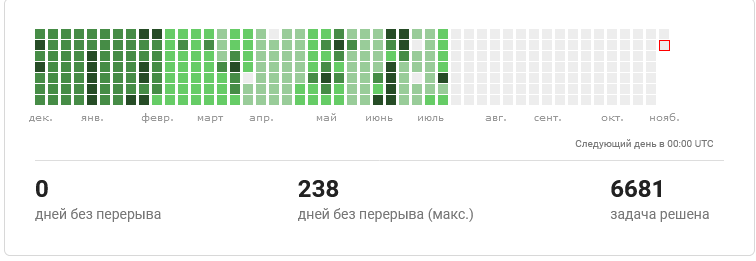 дек. янв. февр. март апр. май июнь июль авг. сент. окт. нояб.
Следующий день в 00:00 UTC
0 238 6681
дней без перерыва дней без перерыва (макс.) задача решена